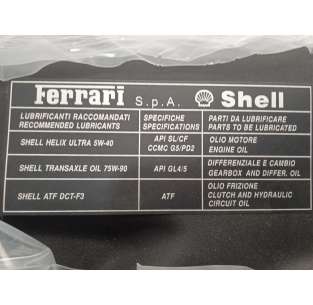 Ferrari S.p.A. Shell
LUBRIFICANTI RACCOMANDATI SPECIFICHE PARTI DA LUBRIFICARE
RECOMMENDED LUBRICANTS SPECIFICATIONS PARTS TO BE LUBRICATED
SHELL HELIX ULTRA 5W-40 API SL/CF OLIO MOTORE
CCMC G5/PD2 ENGINE OIL
SHELL TRANSAXLE OIL 75W-90 API GL4/5 DIFFERENZIALE E CAMBIO
GEARBOX AND DIFFER. OIL
SHELL ATF DCT-F3 ATF OLIO FRIZIONE
CLUTCH AND HYDRAULIC
CIRCUIT OIL